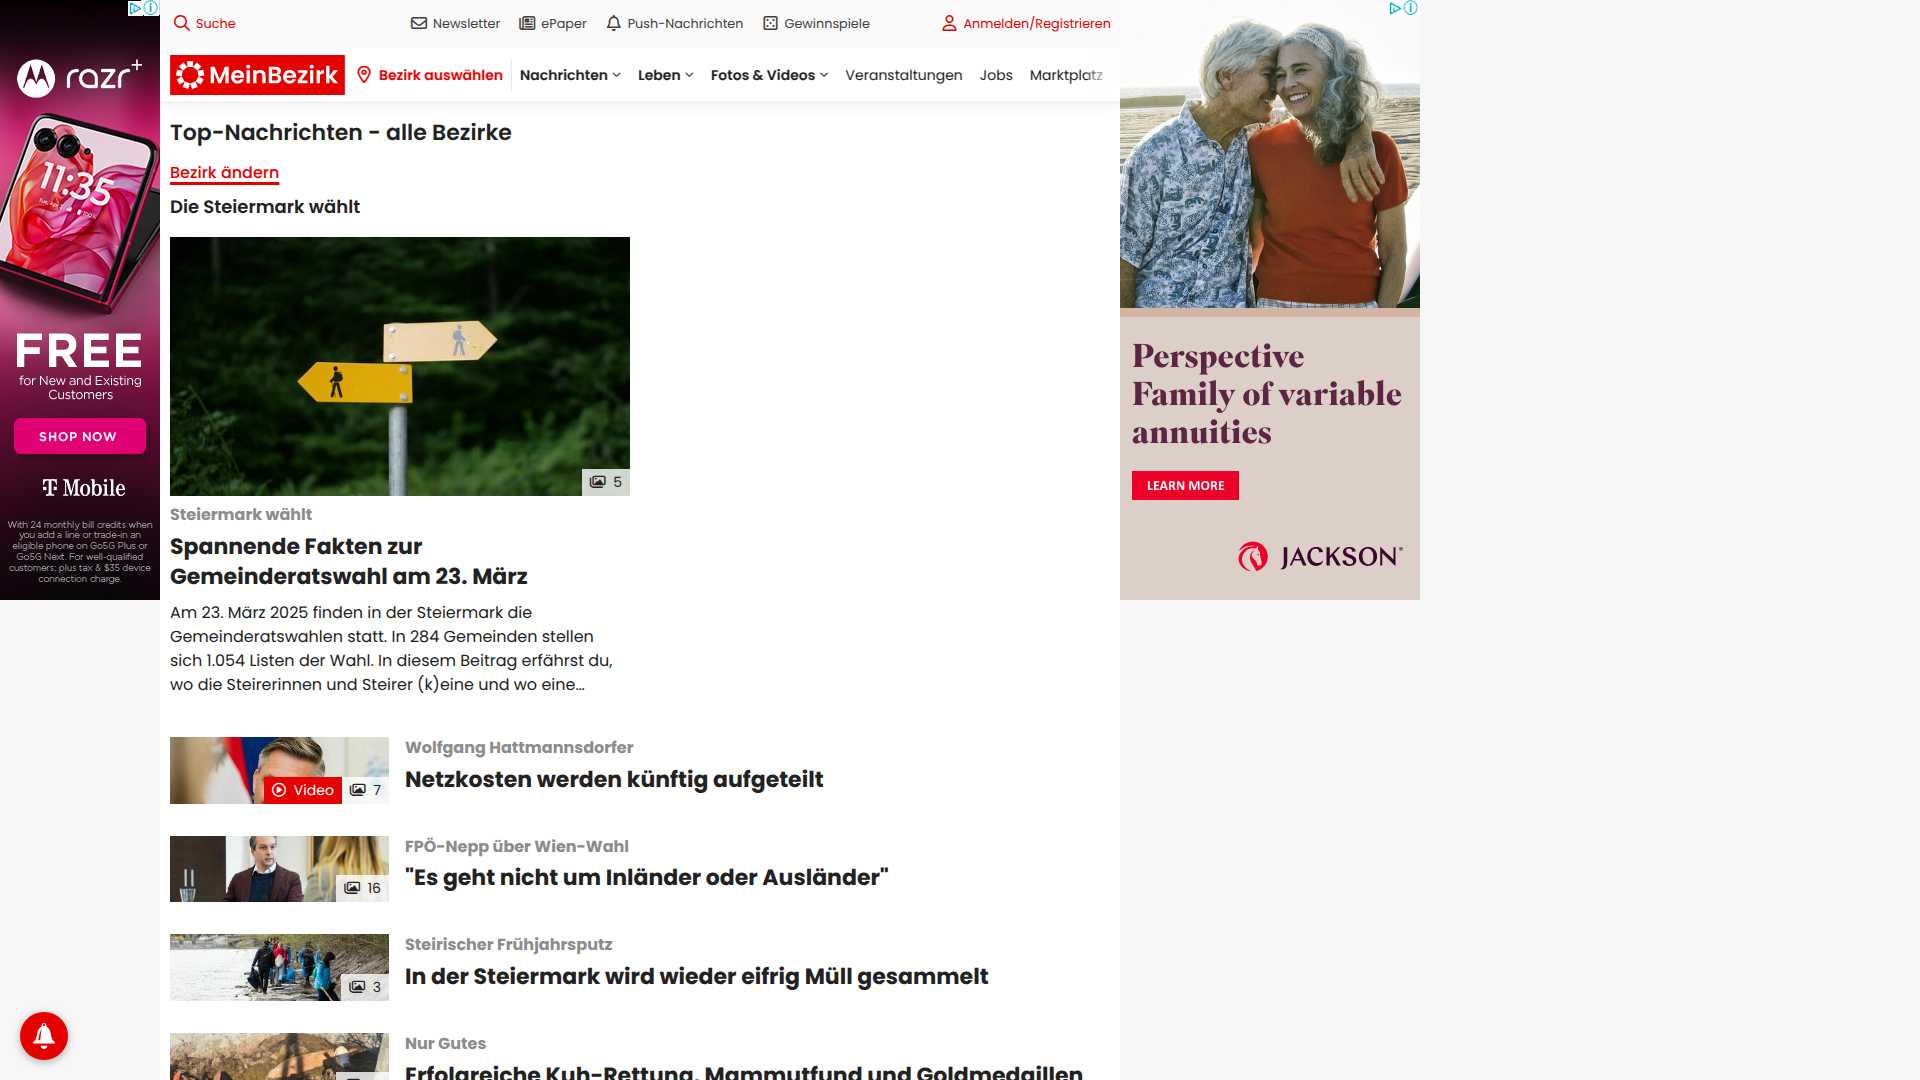 Suche
Newsletter
ePaper
Push-Nachrichten
Gewinnspiele
Anmelden/Registrieren
MeinBezirk
Bezirk auswählen
Nachrichten
Leben
Fotos & Videos
Veranstaltungen
Jobs
Marktplatz
Top-Nachrichten - alle Bezirke
Bezirk ändern
Die Steiermark wählt
5
Steiermark wählt
Spannende Fakten zur
Gemeinderatswahl am 23. März
Am 23. März 2025 finden in der Steiermark die
Gemeinderatswahlen statt. In 284 Gemeinden stellen
sich 1.054 Listen der Wahl. In diesem Beitrag erfährst du,
wo die Steirerinnen und Steirer (k)eine und wo eine...
Video
7
Wolfgang Hattmannsdorfer
Netzkosten werden künftig aufgeteilt
16
FPÖ-Nepp über Wien-Wahl
"Es geht nicht um Inländer oder Ausländer"
3
Steirischer Frühjahrsputz
In der Steiermark wird wieder eifrig Müll gesammelt
Nur Gutes
Erfolgreiche Kuh-Rettung, Mammutfund und Goldmedaillen
razr+
11:35
FREE
for New and Existing
Customers
SHOP NOW
T Mobile
With 24 monthly bill credits when
you add a line or trade-in an
eligible phone on Go5G Plus or
Go5G Next. For well-qualified
customers; plus tax & $35 device
connection charge.
Perspective
Family of variable
annuities
LEARN MORE
JACKSON®